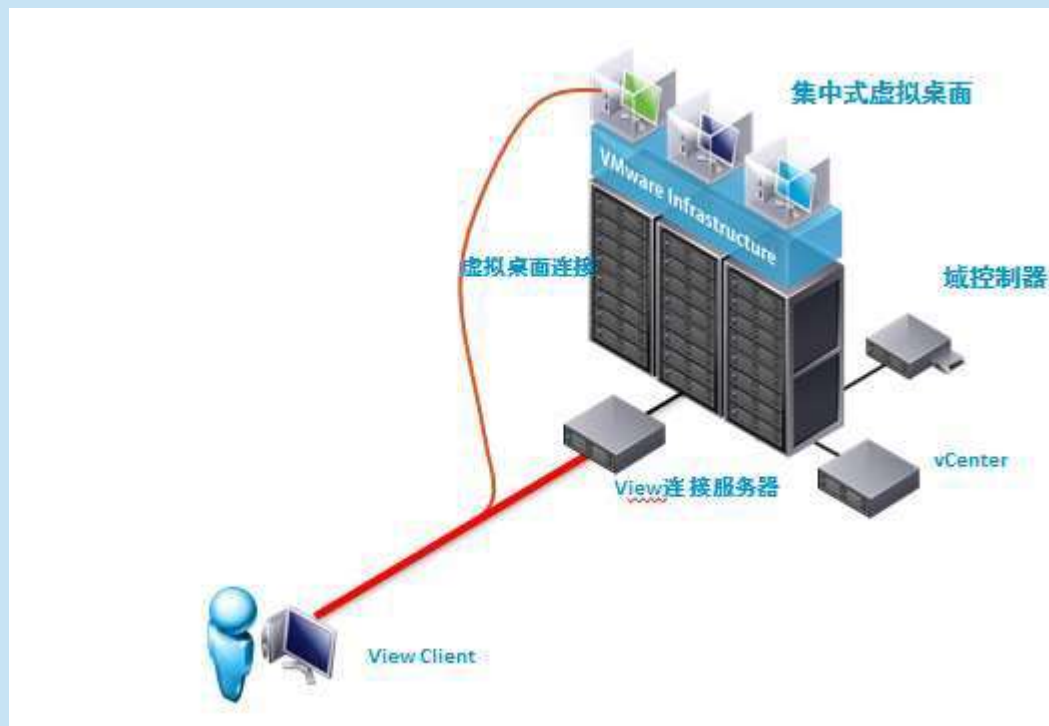 集中式虚拟桌面
VMware Infrastructure
虚拟桌面连接
域控制器
vCenter
View连接服务器
View Client